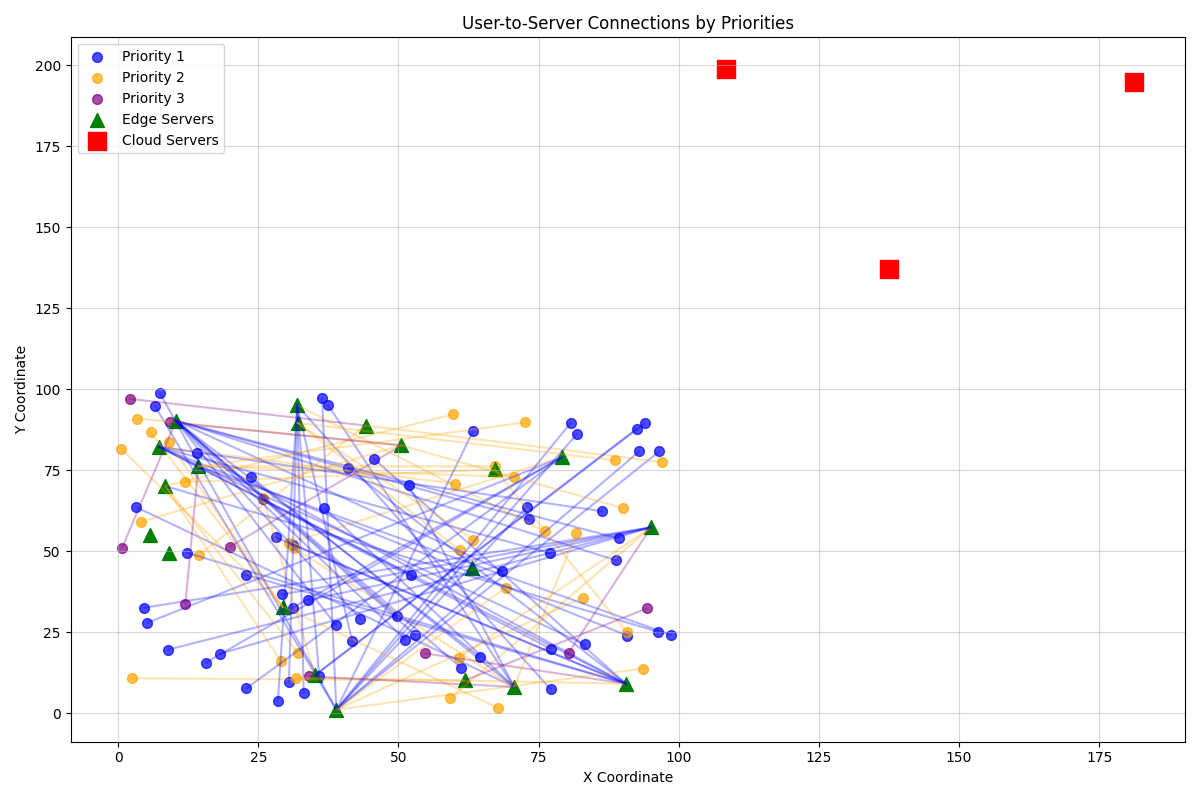 User-to-Server Connections by Priorities
Priority 1
Priority 2
Priority 3
Edge Servers
Cloud Servers
Y Coordinate
200
175
150
125
100
75
50
25
0
0 25 50 75 100 125 150 175
X Coordinate